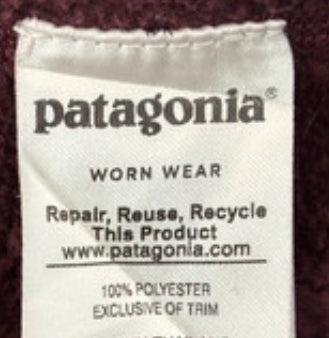 patagonia®
WORN WEAR
Repair, Reuse, Recycle
This Product
www.patagonia.com
100% POLYESTER
EXCLUSIVE OF TRIM